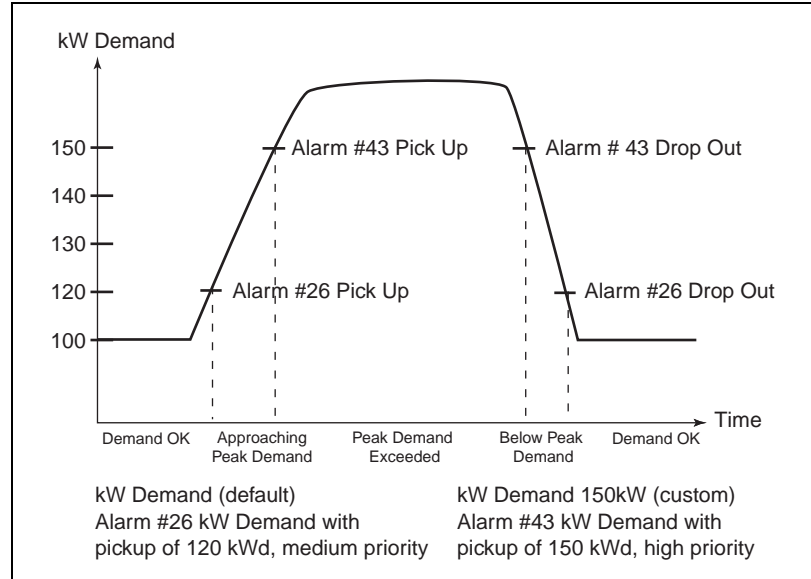 kW Demand
150
Alarm #43 Pick Up
Alarm # 43 Drop Out
140
130
120
Alarm #26 Pick Up
Alarm #26 Drop Out
100
Time
Demand OK
Approaching
Peak Demand
Peak Demand
Exceeded
Below Peak
Demand
Demand OK
kW Demand (default)
Alarm #26 kW Demand with
pickup of 120 kWd, medium priority
kW Demand 150kW (custom)
Alarm #43 kW Demand with
pickup of 150 kWd, high priority